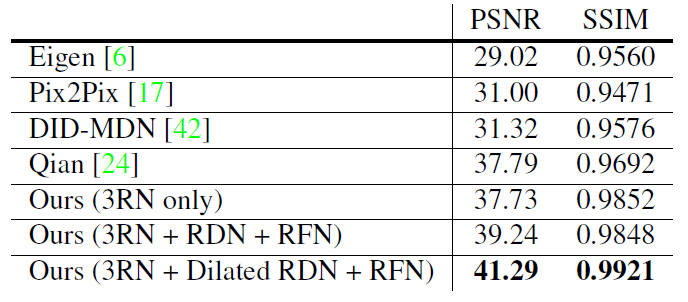 PSNR SSIM
Eigen [6] 29.02 0.9560
Pix2Pix [17] 31.00 0.9471
DID-MDN [42] 31.32 0.9576
Qian [24] 37.79 0.9692
Ours (3RN only) 37.73 0.9852
Ours (3RN + RDN + RFN) 39.24 0.9848
Ours (3RN + Dilated RDN + RFN) 41.29 0.9921